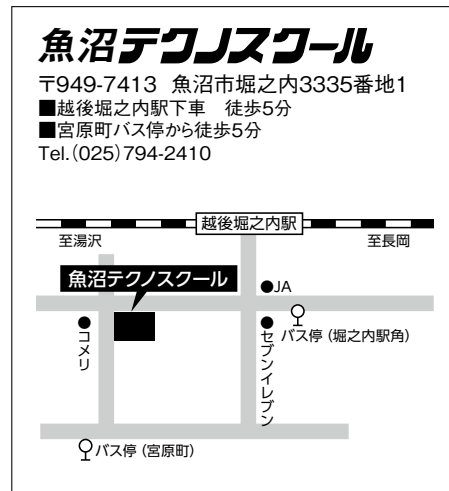 魚沼テクノスクール
〒949-7413 魚沼市堀之内3335番地1
■越後堀之内駅下車 徒歩5分
■宮原町バス停から徒歩5分
Tel.(025)794-2410
越後堀之内駅
至湯沢
至長岡
魚沼テクノスクール
●JA
●コメリ
●セブンイレブン
バス停(堀之内駅角)
バス停(宮原町)